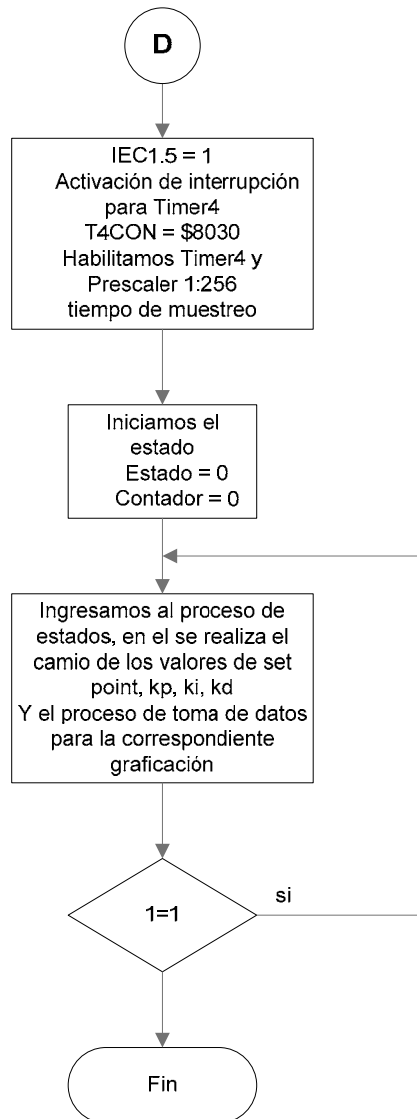 D
IEC1.5 = 1
Activación de interrupción
para Timer4
T4CON = $8030
Habilitamos Timer4 y
Prescaler 1:256
tiempo de muestreo
Iniciamos el
estado
Estado = 0
Contador = 0
Ingresamos al proceso de
estados, en el se realiza el
camio de los valores de set
point, kp, ki, kd
Y el proceso de toma de datos
para la correspondiente
graficación
1=1
si
Fin